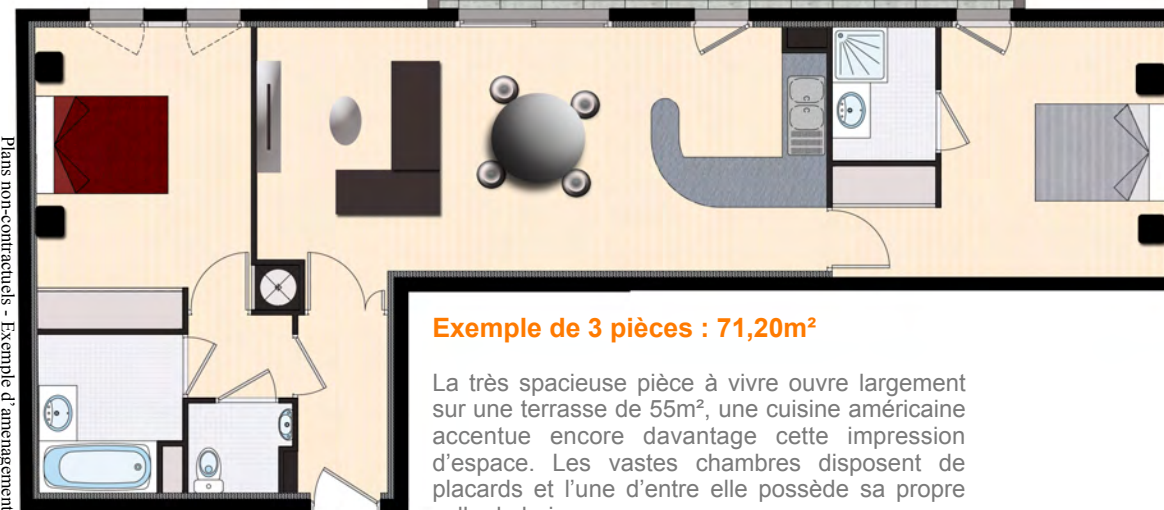 Plans non-contractuels - Exemple d'amenagement
Exemple de 3 pièces : 71,20m²
La très spacieuse pièce à vivre ouvre largement
sur une terrasse de 55m², une cuisine américaine
accentue encore davantage cette impression
d'espace. Les vastes chambres disposent de
placards et l'une d'entre elle possède sa propre